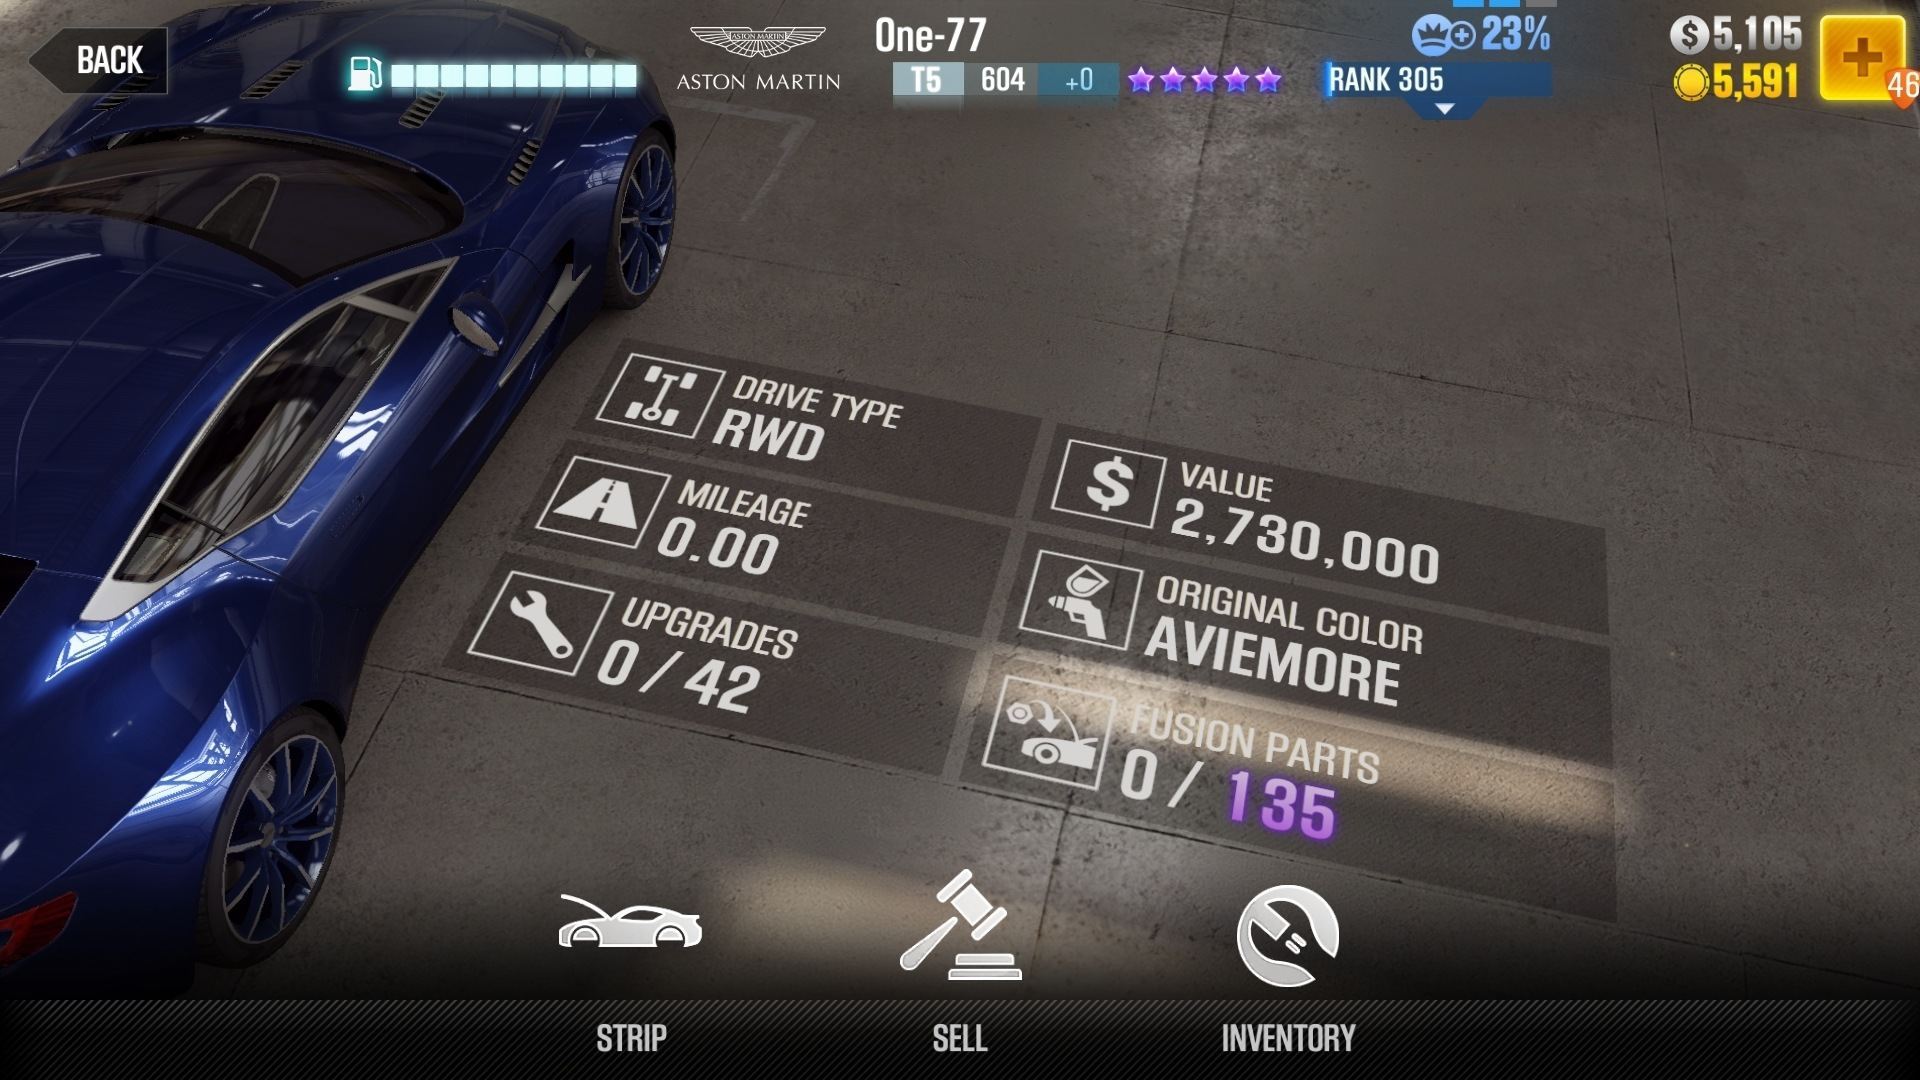 BACK
ASTON MARTIN
ASTON MARTIN
One-77
T5 604 +0
23%
RANK 305
$ 5,105
5,591
46
DRIVE TYPE
RWD
MILEAGE
0.00
UPGRADES
0 / 42
$ VALUE
2,730,000
ORIGINAL COLOR
AVIEMORE
FUSION PARTS
0 / 135
STRIP
SELL
INVENTORY